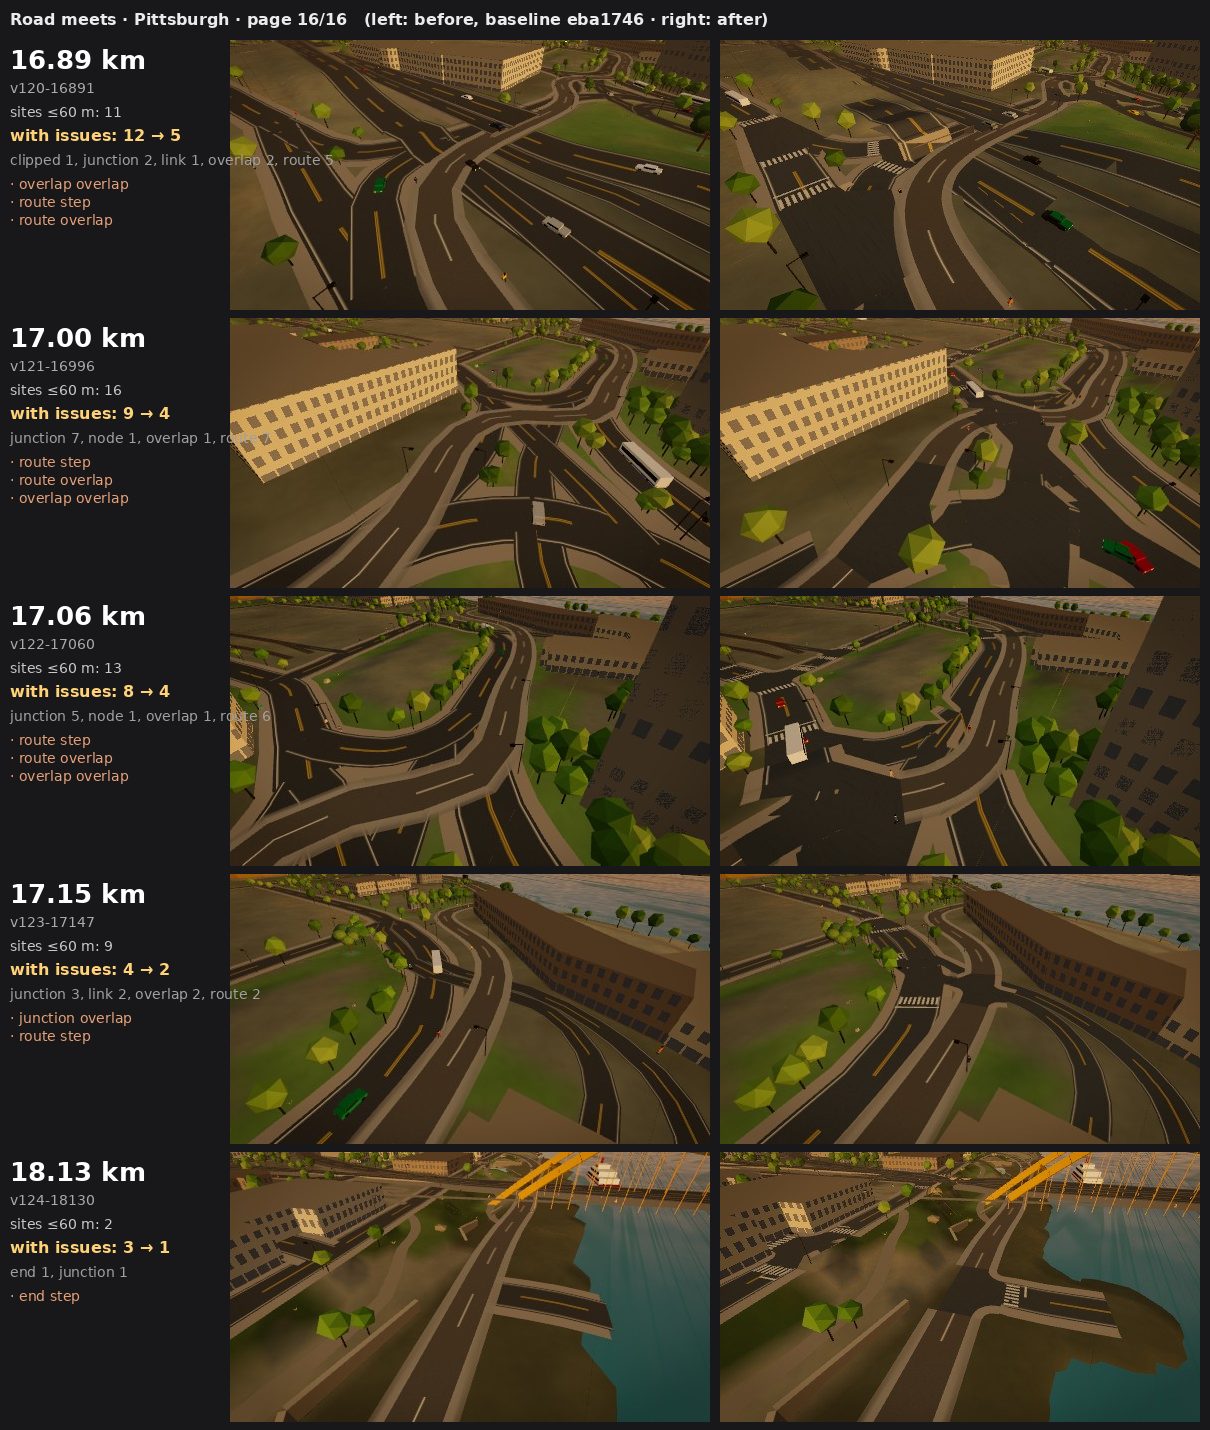 Road meets · Pittsburgh · page 16/16 (left: before, baseline eba1746 · right: after)
16.89 km
v120-16891
sites ≤60 m: 11
with issues: 12 → 5
clipped 1, junction 2, link 1, overlap 2, route 5
· overlap overlap
· route step
· route overlap
17.00 km
v121-16996
sites ≤60 m: 16
with issues: 9 → 4
junction 7, node 1, overlap 1, route
· route step
· route overlap
· overlap overlap
17.06 km
v122-17060
sites ≤60 m: 13
with issues: 8 → 4
junction 5, node 1, overlap 1, route 6
· route step
· route overlap
· overlap overlap
17.15 km
v123-17147
sites ≤60 m: 9
with issues: 4 → 2
junction 3, link 2, overlap 2, route 2
· junction overlap
· route step
18.13 km
v124-18130
sites ≤60 m: 2
with issues: 3 → 1
end 1, junction 1
· end step